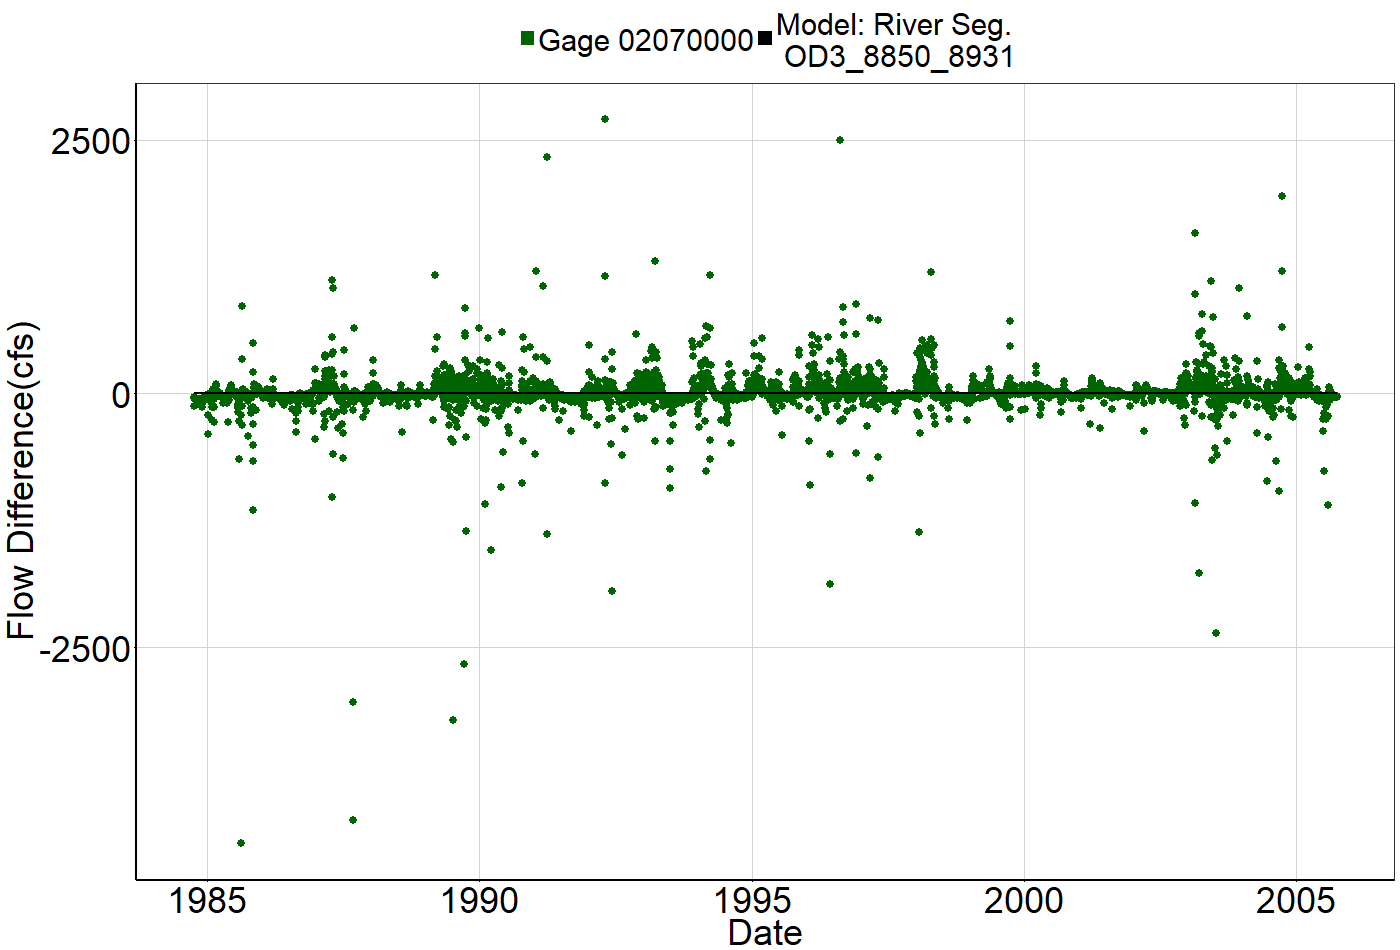 Gage 02070000
Model: River Seg.
OD3_8850_8931
Flow Difference(cfs)
2500
0
-2500
1985
1990
1995
2000
2005
Date